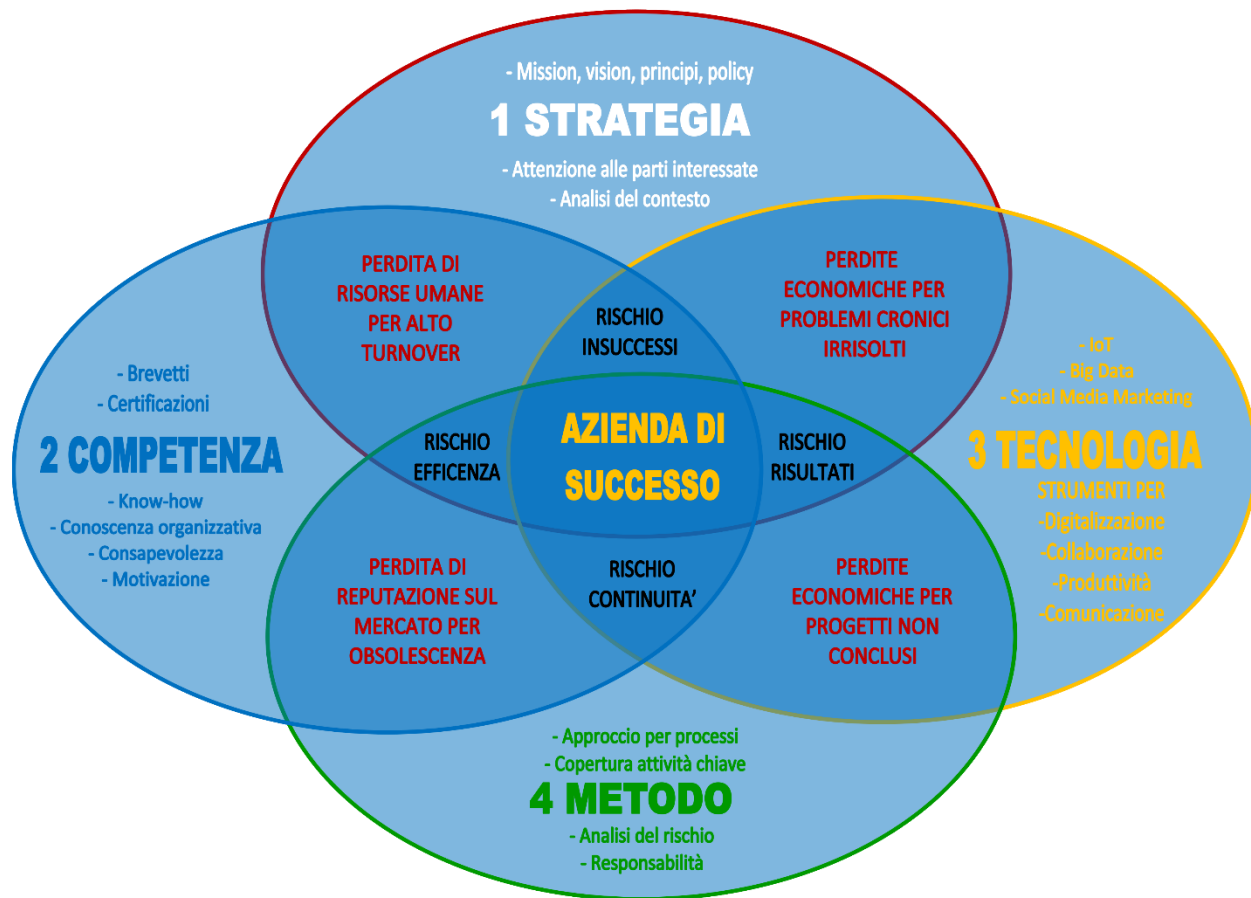 - Mission, vision, principi, policy
1 STRATEGIA
- Attenzione alle parti interessate
- Analisi del contesto
PERDITA DI
RISORSE UMANE
PER ALTO
TURNOVER
RISCHIO
INSUCCESSI
PERDITE
ECONOMICHE PER
PROBLEMI CRONICI
IRRISOLTI
- Brevetti
- Certificazioni
2 COMPETENZA
- Know-how
- Conoscenza organizzativa
- Consapevolezza
- Motivazione
RISCHIO
EFFICENZA
AZIENDA DI
SUCCESSO
RISCHIO
RISULTATI
- IoT
- Big Data
- Social Media Marketing
3 TECNOLOGIA
STRUMENTI PER
-Digitalizzazione
-Collaborazione
-Produttività
-Comunicazione
PERDITA DI
REPUTAZIONE SUL
MERCATO PER
OBSOLESCENZA
RISCHIO
CONTINUITA’
PERDITE
ECONOMICHE PER
PROGETTI NON
CONCLUSI
- Approccio per processi
- Copertura attività chiave
4 METODO
- Analisi del rischio
- Responsabilità